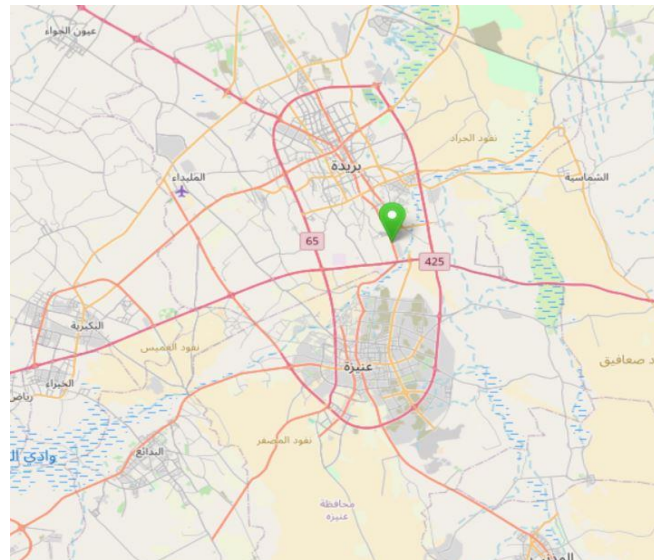 عيون الجواء
نفود الجراد
بريدة
المليداء
الشماسية
65
425
البكيرية
نفود الغميس
عنيزة
د صعافيق
الخبراء
رياض
نفود المصفر
البدائع
وادي ال
محافظة
عنيزة